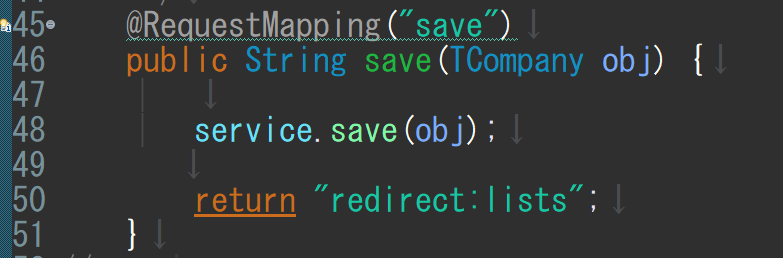 45 @RequestMapping("save")↓
46 public String save(TCompany obj) {↓
47 ↓
48 service.save(obj);↓
49 ↓
50 return "redirect:lists";↓
51 }↓